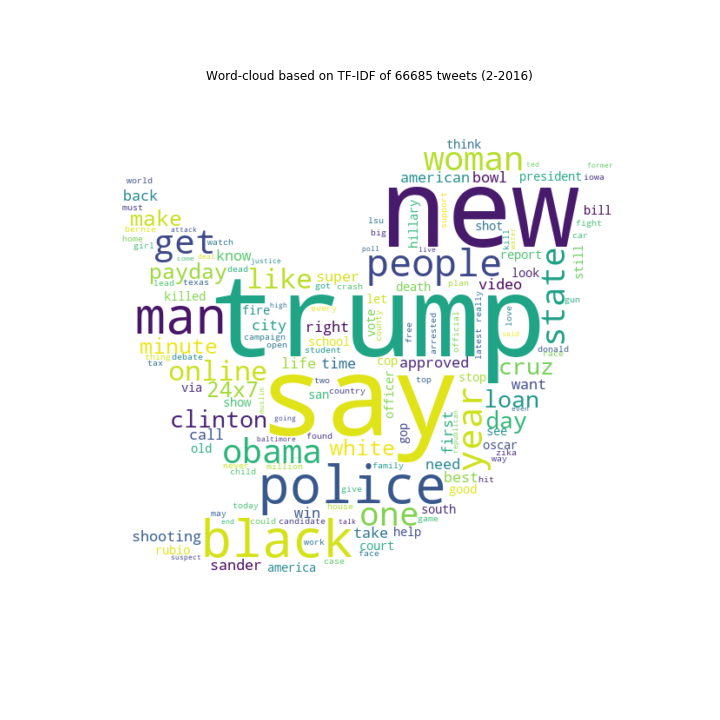 Word-cloud based on TF-IDF of 66685 tweets (2-2016)
think
woman
ted
former
world
american
bowl
president
iowa
back
must
make
new
support
bill
bernie
attack
lsu
hillary
shot
fight
home
get
watch
big
car
girl
come
deal
know
justice
poll
live
people
kill
water
report
still
payday
dead
like
super
death
plan
look
lead
texas
got
crash
video
state
gun
killed
let
man
fire
trump
high
every
vote
county
free
arrested
official
latest
really
love
city
right
said
campaign
minute
open
school
donald
thing
debate
student
race
tax
life
time
cop
approved
cruz
online
via
24x7
muslin
two
say
top
stop
want
show
san
country
officer
loan
even
clinton
going
year
day
call
baltimore
found
gop
first
republican
see
old
obama
white
oscar
zika
way
never
million
family
need
child
best
hit
police
give
good
today
house
may
win
one
south
game
end
could
candidate
talk
shooting
black
take
help
rubio
work
court
suspect
face
sander
america
case